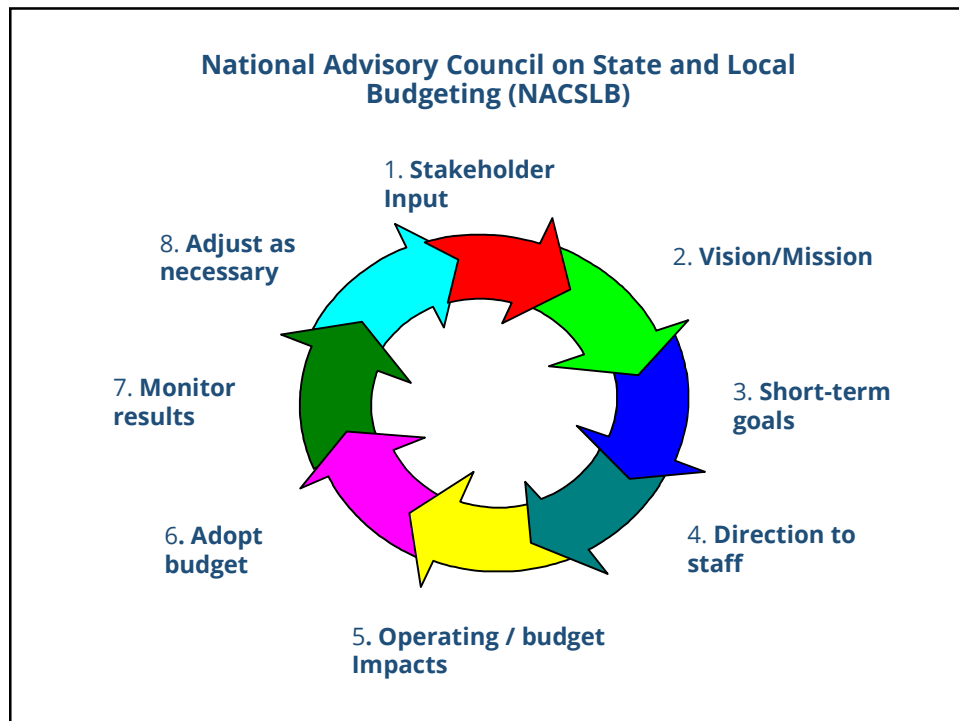 National Advisory Council on State and Local
Budgeting (NACSLB)
1. Stakeholder
Input
2. Vision/Mission
3. Short-term
goals
4. Direction to
staff
5. Operating / budget
Impacts
6. Adopt
budget
7. Monitor
results
8. Adjust as
necessary